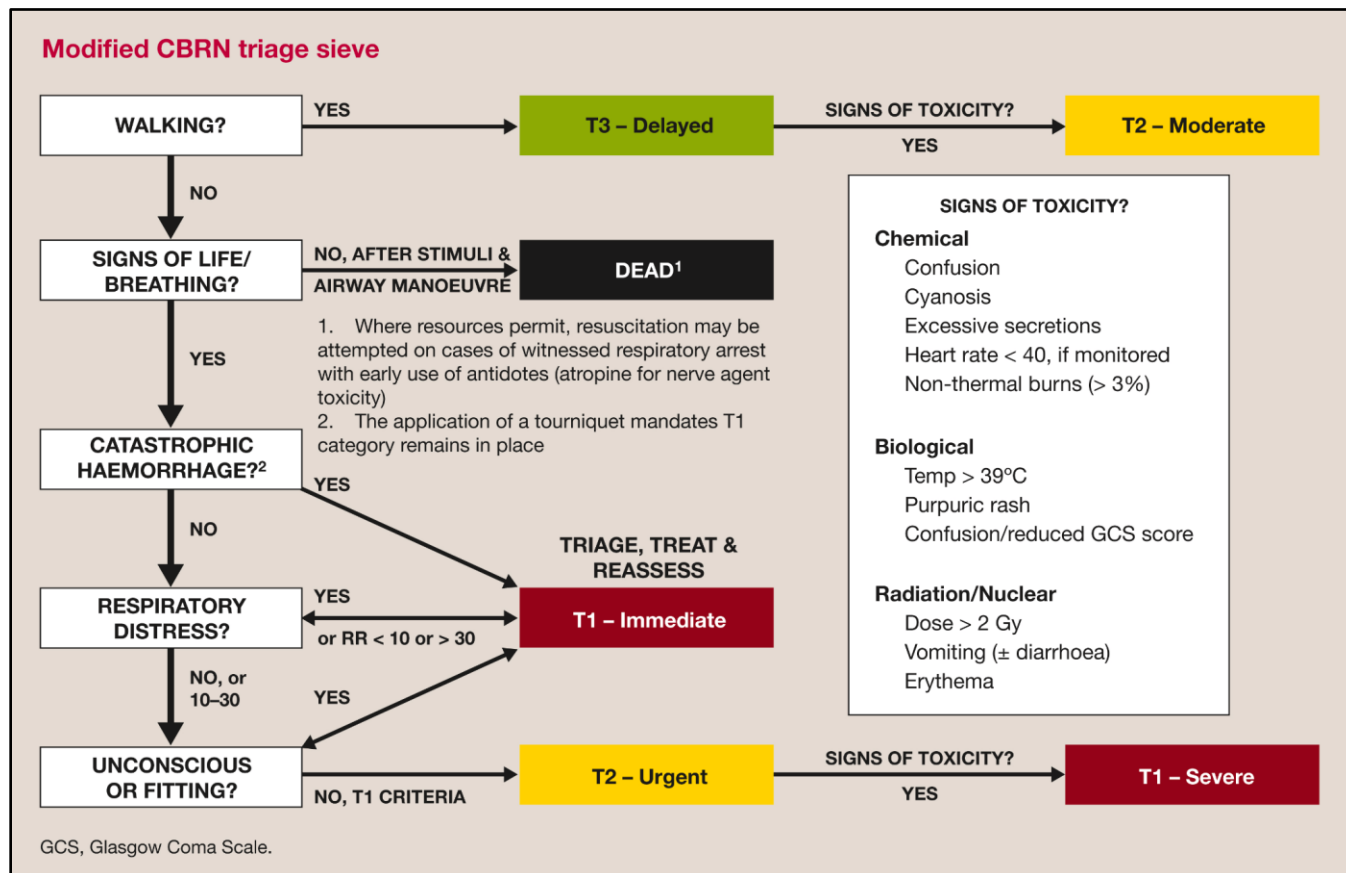 Modified CBRN triage sieve
WALKING?
YES
T3 – Delayed
SIGNS OF TOXICITY?
YES
T2 – Moderate
NO
SIGNS OF LIFE/
BREATHING?
NO, AFTER STIMULI &
AIRWAY MANOEUVRE
DEAD¹
1. Where resources permit, resuscitation may be
attempted on cases of witnessed respiratory arrest
with early use of antidotes (atropine for nerve agent
toxicity)
2. The application of a tourniquet mandates T1
category remains in place
YES
CATASTROPHIC
HAEMORRHAGE?²
YES
NO
TRIAGE, TREAT &
REASSESS
RESPIRATORY
DISTRESS?
YES
or RR < 10 or > 30
T1 – Immediate
NO, or
10–30
YES
UNCONSCIOUS
OR FITTING?
NO, T1 CRITERIA
T2 – Urgent
SIGNS OF TOXICITY?
YES
T1 – Severe
SIGNS OF TOXICITY?
Chemical
Confusion
Cyanosis
Excessive secretions
Heart rate < 40, if monitored
Non-thermal burns (> 3%)
Biological
Temp > 39ºC
Purpuric rash
Confusion/reduced GCS score
Radiation/Nuclear
Dose > 2 Gy
Vomiting (± diarrhoea)
Erythema
GCS, Glasgow Coma Scale.